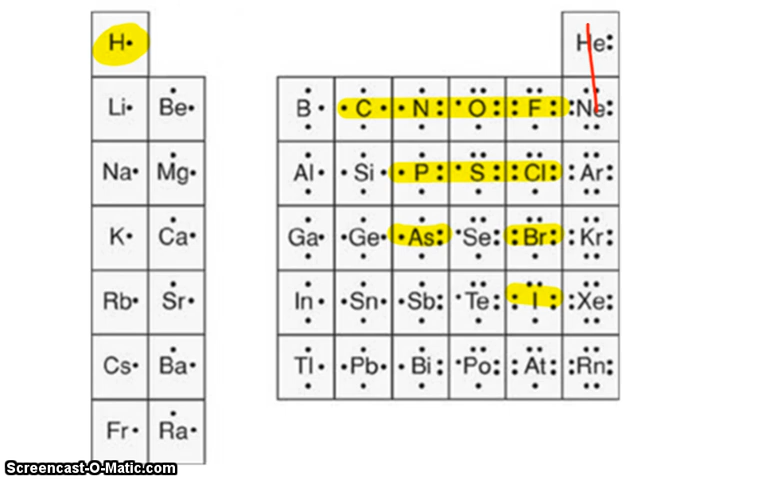 H He
Li Be B C N O F Ne
Na Mg Al Si P S Cl Ar
K Ca Ga Ge As Se Br Kr
Rb Sr In Sn Sb Te I Xe
Cs Ba Tl Pb Bi Po At Rn
Fr Ra
Screencast-O-Matic.com